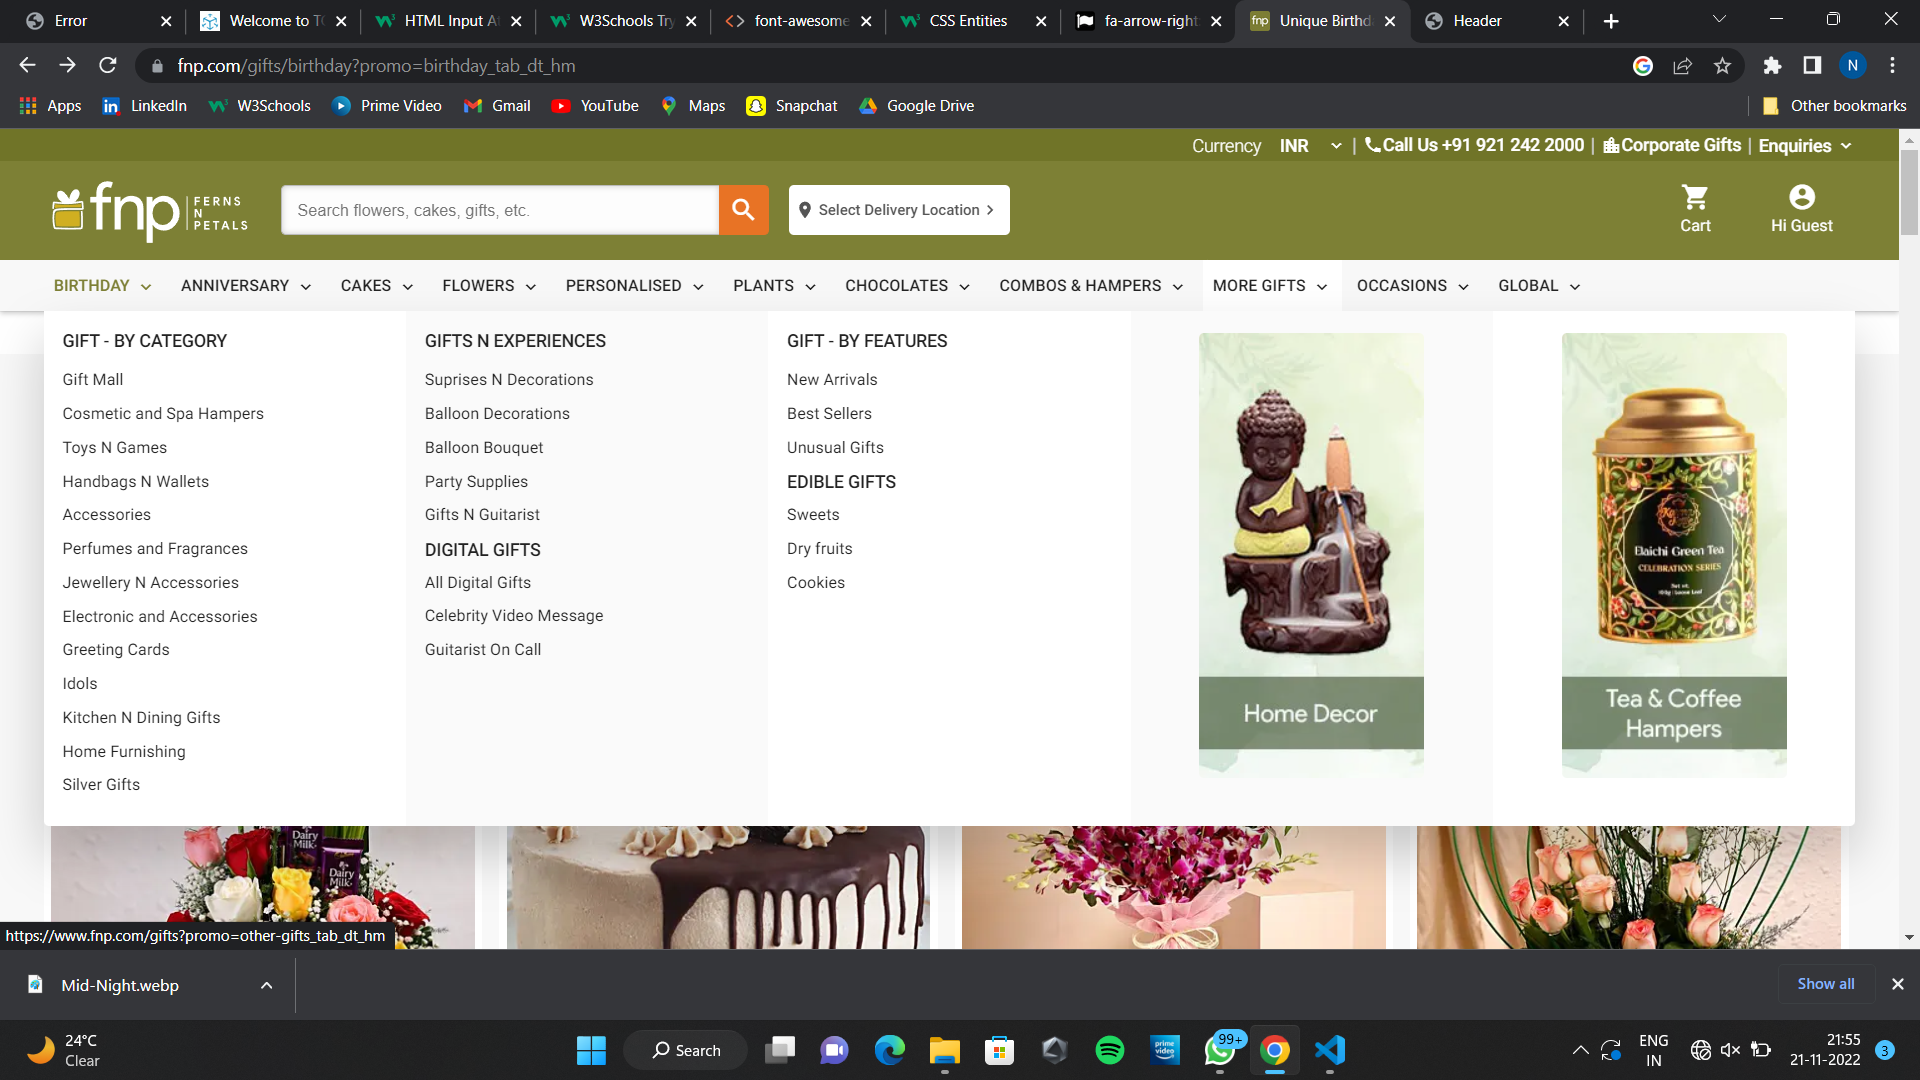 Error
Welcome to TC
HTML Input At
W3Schools Try
font-awesome
CSS Entities
fa-arrow-right
fnp Unique Birthd
Header
fnp.com/gifts/birthday?promo=birthday_tab_dt_hm
N
Apps
LinkedIn
W3Schools
Prime Video
Gmail
YouTube
Maps
Snapchat
Google Drive
Other bookmarks
Currency INR | Call Us +91 921 242 2000 | Corporate Gifts | Enquiries
fnp FERNS
N
PETALS
Search flowers, cakes, gifts, etc.
Select Delivery Location
Cart
Hi Guest
BIRTHDAY
ANNIVERSARY
CAKES
FLOWERS
PERSONALISED
PLANTS
CHOCOLATES
COMBOS & HAMPERS
MORE GIFTS
OCCASIONS
GLOBAL
GIFT - BY CATEGORY
Gift Mall
Cosmetic and Spa Hampers
Toys N Games
Handbags N Wallets
Accessories
Perfumes and Fragrances
Jewellery N Accessories
Electronic and Accessories
Greeting Cards
Idols
Kitchen N Dining Gifts
Home Furnishing
Silver Gifts
GIFTS N EXPERIENCES
Suprises N Decorations
Balloon Decorations
Balloon Bouquet
Party Supplies
Gifts N Guitarist
DIGITAL GIFTS
All Digital Gifts
Celebrity Video Message
Guitarist On Call
GIFT - BY FEATURES
New Arrivals
Best Sellers
Unusual Gifts
EDIBLE GIFTS
Sweets
Dry fruits
Cookies
Home Decor
Elaichi Green Tea
CELEBRATION SERIES
Tea & Coffee
Hampers
Dairy
Milk
Dairy
Milk
https://www.fnp.com/gifts?promo=other-gifts_tab_dt_hm
Mid-Night.webp
Show all
24°C
Clear
Search
prime
video
99+
ENG
IN
21:55
21-11-2022
3